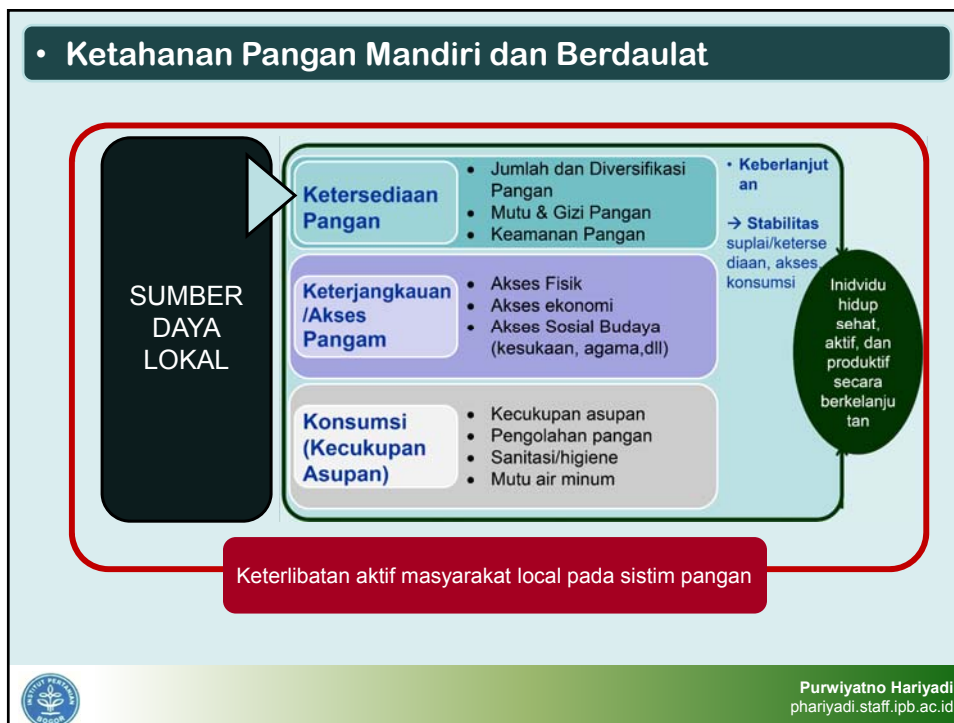 • Ketahanan Pangan Mandiri dan Berdaulat
SUMBER
DAYA
LOKAL
Ketersediaan
Pangan
• Jumlah dan Diversifikasi
Pangan
• Mutu & Gizi Pangan
• Keamanan Pangan
Keterjangkauan
/Akses
Pangam
• Akses Fisik
• Akses ekonomi
• Akses Sosial Budaya
(kesukaan, agama,dll)
Konsumsi
(Kecukupan
Asupan)
• Kecukupan asupan
• Pengolahan pangan
• Sanitasi/higiene
• Mutu air minum
• Keberlanjut
an
→ Stabilitas
suplai/keterse
diaan, akses,
konsumsi
Inidvidu
hidup
sehat,
aktif, dan
produktif
secara
berkelanju
tan
Keterlibatan aktif masyarakat local pada sistim pangan
INSTITUT PERTANIAN
BOGOR
Purwiyatno Hariyadi
phariyadi.staff.ipb.ac.id